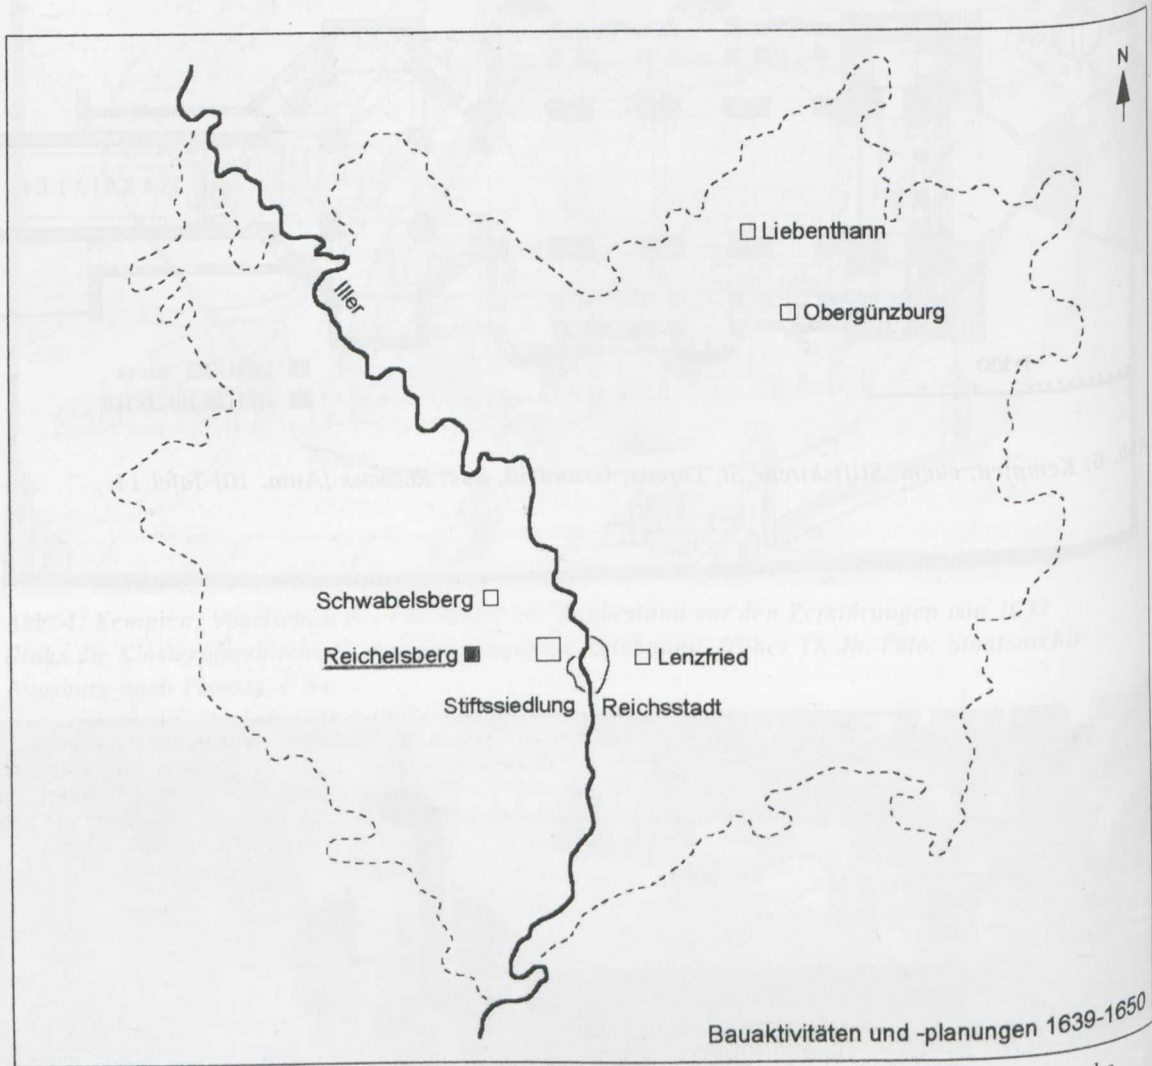 N
Liebenthann
Iller
Obergünzburg
Schwabelsberg
Reichelsberg
Lenzfried
Stiftssiedlung
Reichsstadt
Bauaktivitäten und -planungen 1639-1650